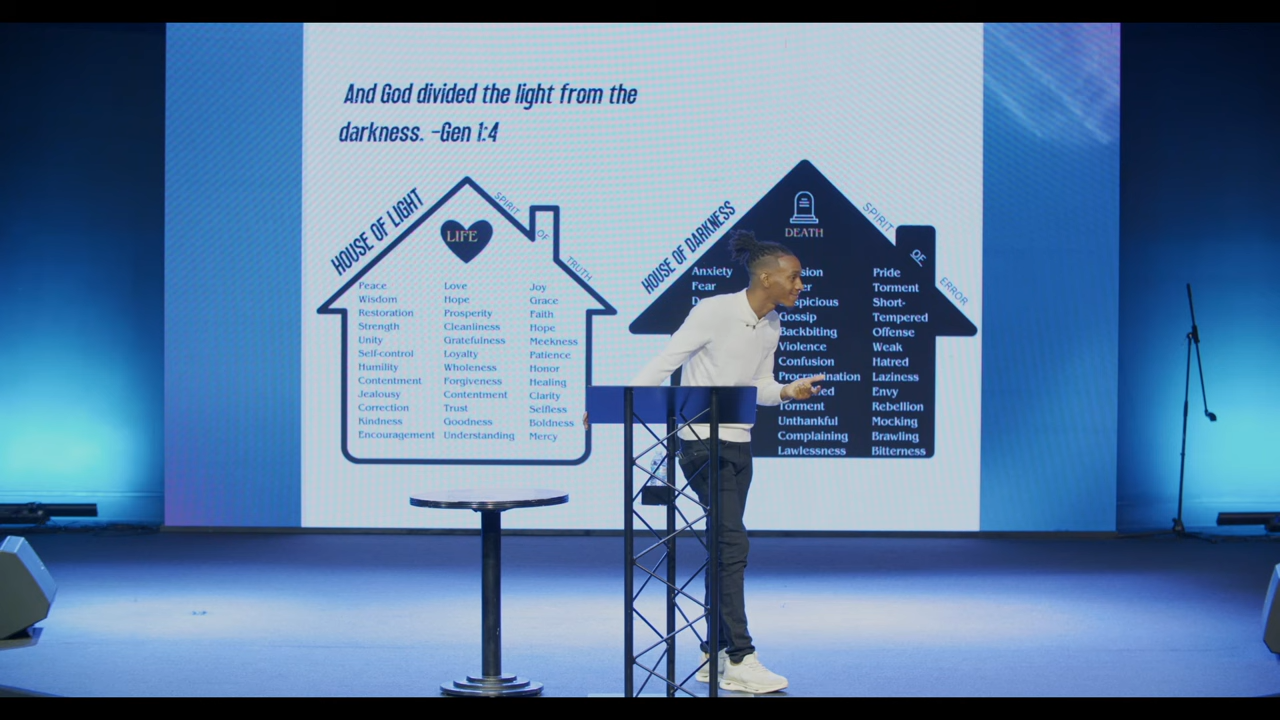 And God divided the light from the
darkness. -Gen 1:4
HOUSE OF LIGHT
SPIRIT
OF
TRUTH
LIFE
Peace
Wisdom
Restoration
Strength
Unity
Self-control
Humility
Contentment
Jealousy
Correction
Kindness
Encouragement
Love
Hope
Prosperity
Cleanliness
Gratefulness
Loyalty
Wholeness
Forgiveness
Contentment
Trust
Goodness
Understanding
Joy
Grace
Faith
Hope
Meekness
Patience
Honor
Healing
Clarity
Selfless
Boldness
Mercy
HOUSE OF DARKNESS
SPIRIT
OF
ERROR
DEATH
Anxiety
Fear
Gossip
Backbiting
Violence
Confusion
Procrastination
Torment
Unthankful
Complaining
Lawlessness
Pride
Torment
Short-
Tempered
Offense
Weak
Hatred
Laziness
Envy
Rebellion
Mocking
Brawling
Bitterness